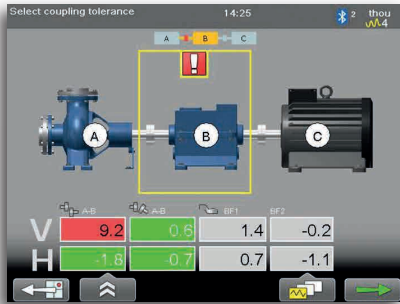 Select coupling tolerance 14:25 2 thou
4
A B C
!
A B C
A-B A-B BF1 BF2
V 9.2 0.6 1.4 -0.2
H -1.8 -0.7 0.7 -1.1